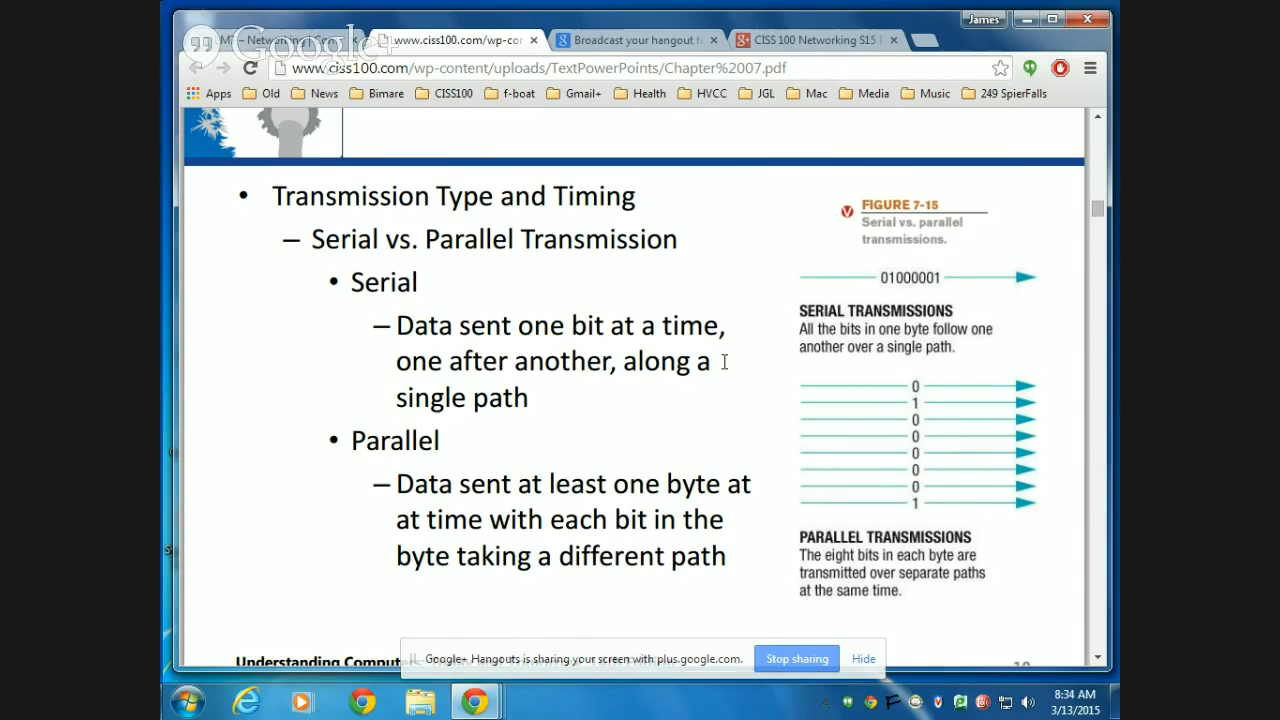 James
Google+
- Networking |
www.ciss100.com/wp-cor
Broadcast your hangout t
CISS 100 Networking S15
www.ciss100.com/wp-content/uploads/TextPowerPoints/Chapter%2007.pdf
Apps Old News Bimare CISS100 f-boat Gmail+ Health HVCC JGL Mac Media Music 249 SpierFalls
• Transmission Type and Timing
– Serial vs. Parallel Transmission
• Serial
– Data sent one bit at a time,
one after another, along a
single path
• Parallel
– Data sent at least one byte at
at time with each bit in the
byte taking a different path
FIGURE 7-15
Serial vs. parallel
transmissions.
01000001
SERIAL TRANSMISSIONS
All the bits in one byte follow one
another over a single path.
0
1
0
0
0
0
0
1
PARALLEL TRANSMISSIONS
The eight bits in each byte are
transmitted over separate paths
at the same time.
Understanding Computer
Google+ Hangouts is sharing your screen with plus.google.com.
Stop sharing
Hide
8:34 AM
3/13/2015